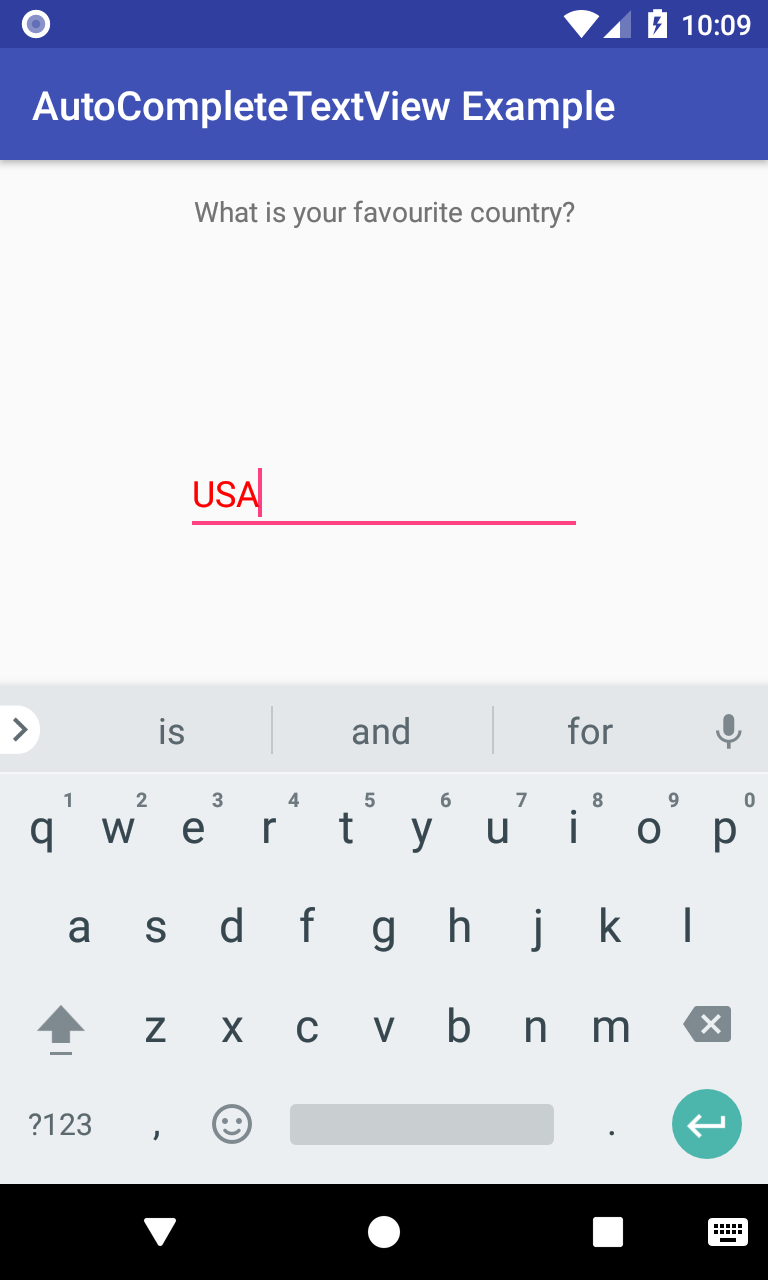 10:09
AutoCompleteTextView Example
What is your favourite country?
USA
is and for
1 2 3 4 5 6 7 8 9 0
q w e r t y u i o p
a s d f g h j k l
z x c v b n m
?123 , .